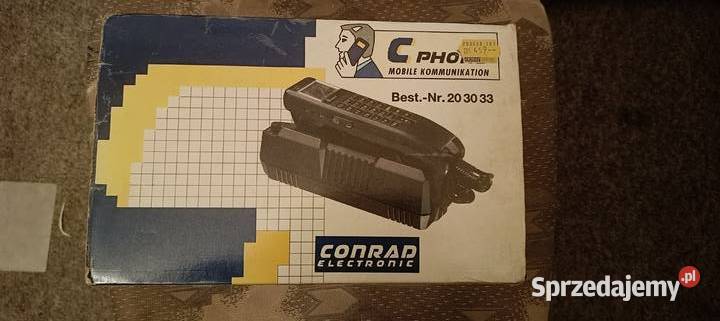 C PHO
MOBILE KOMMUNIKATION
Best.-Nr. 20 30 33
CONRAD
ELECTRONIC
Sprzedajemy.pl